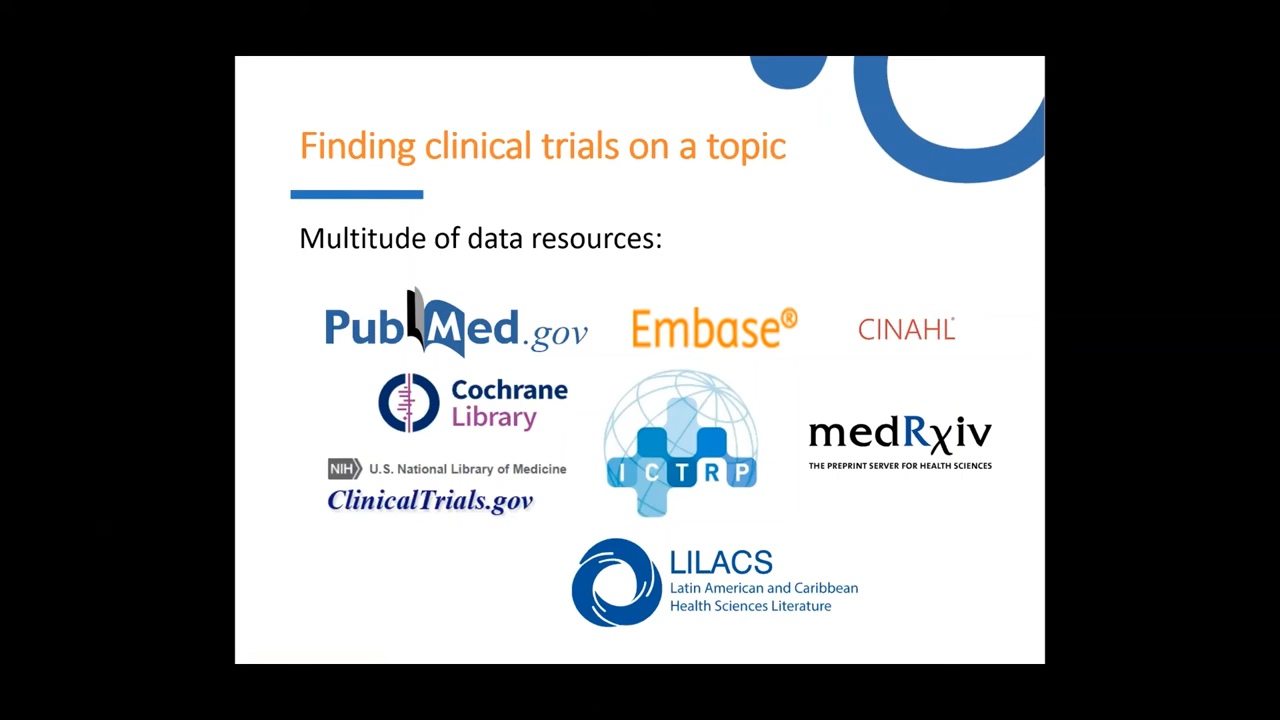 Finding clinical trials on a topic
Multitude of data resources:
PubMed.gov
Embase®
CINAHL®
Cochrane
Library
ICTRP
medRxiv
THE PREPRINT SERVER FOR HEALTH SCIENCES
NIH U.S. National Library of Medicine
ClinicalTrials.gov
LILACS
Latin American and Caribbean
Health Sciences Literature